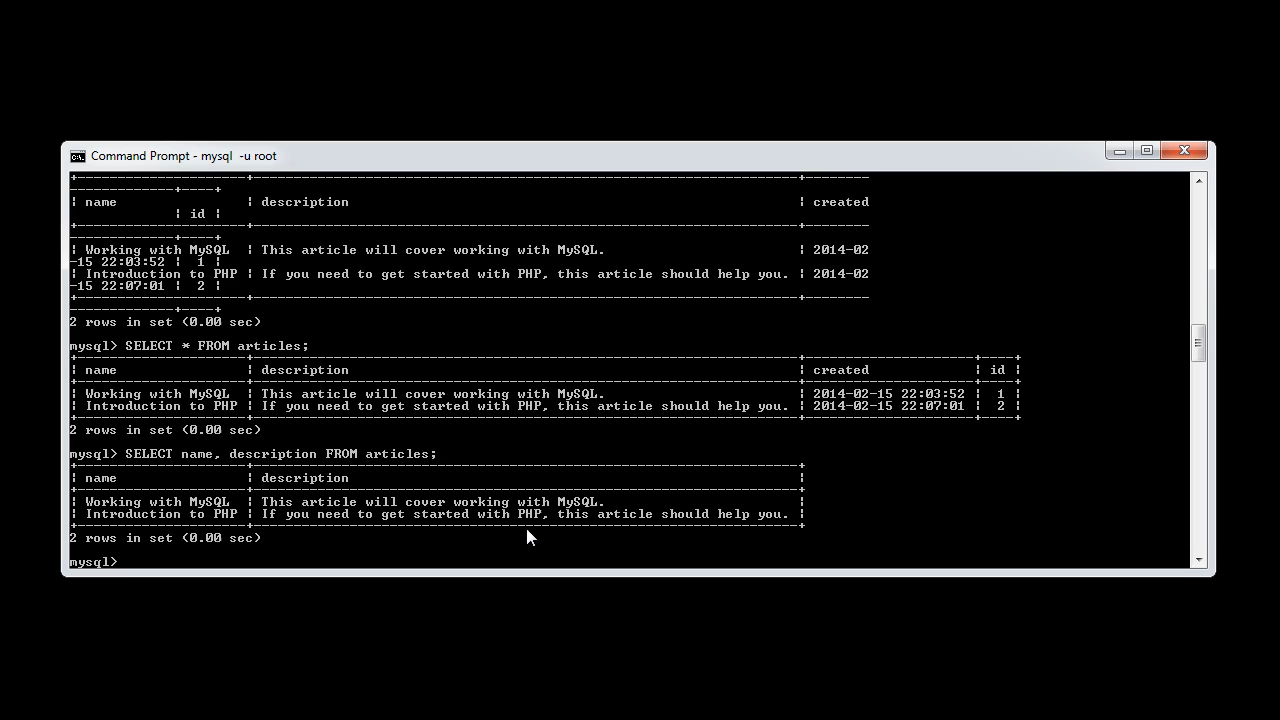 Command Prompt - mysql  -u root
+----------------------+--------------------------------------------------------------------+--------
-------------+----+
| name                 | description                                                        | created
             | id |
+----------------------+--------------------------------------------------------------------+--------
-------------+----+
| Working with MySQL   | This article will cover working with MySQL.                        | 2014-02
-15 22:03:52 |  1 |
| Introduction to PHP | If you need to get started with PHP, this article should help you. | 2014-02
-15 22:07:01 |  2 |
+----------------------+--------------------------------------------------------------------+--------
-------------+----+
2 rows in set (0.00 sec)
mysql> SELECT * FROM articles;
+---------------------+--------------------------------------------------------------------+---------------------+----+
| name                | description                                                        | created             | id |
+---------------------+--------------------------------------------------------------------+---------------------+----+
| Working with MySQL  | This article will cover working with MySQL.                        | 2014-02-15 22:03:52 |  1 |
| Introduction to PHP | If you need to get started with PHP, this article should help you. | 2014-02-15 22:07:01 |  2 |
+---------------------+--------------------------------------------------------------------+---------------------+----+
2 rows in set (0.00 sec)
mysql> SELECT name, description FROM articles;
+---------------------+--------------------------------------------------------------------+
| name                | description                                                        |
+---------------------+--------------------------------------------------------------------+
| Working with MySQL  | This article will cover working with MySQL.                        |
| Introduction to PHP | If you need to get started with PHP, this article should help you. |
+---------------------+--------------------------------------------------------------------+
2 rows in set (0.00 sec)
mysql>